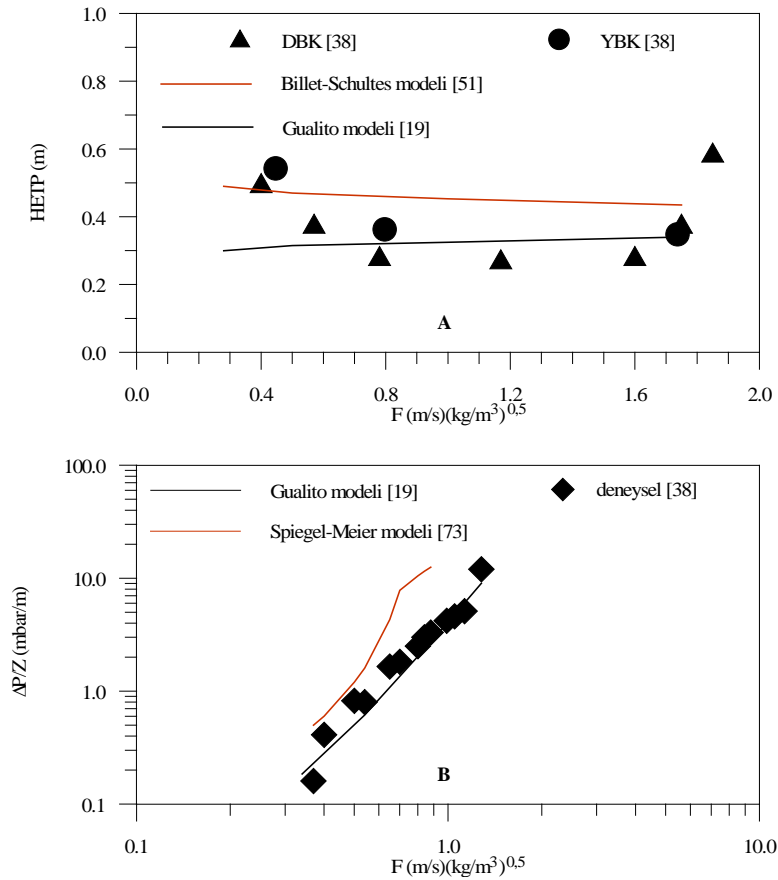 1.0
DBK [38] YBK [38]
Billet-Schultes modeli [51]
0.8
Gualito modeli [19]
0.6
HETP (m)
0.4
0.2
A
0.0
0.0 0.4 0.8 1.2 1.6 2.0
F (m/s)(kg/m³)^0,5
100.0
Gualito modeli [19] deneysel [38]
Spiegel-Meier modeli [73]
10.0
ΔP/Z (mbar/m)
1.0
B
0.1
0.1 1.0 10.0
F (m/s)(kg/m³)^0,5